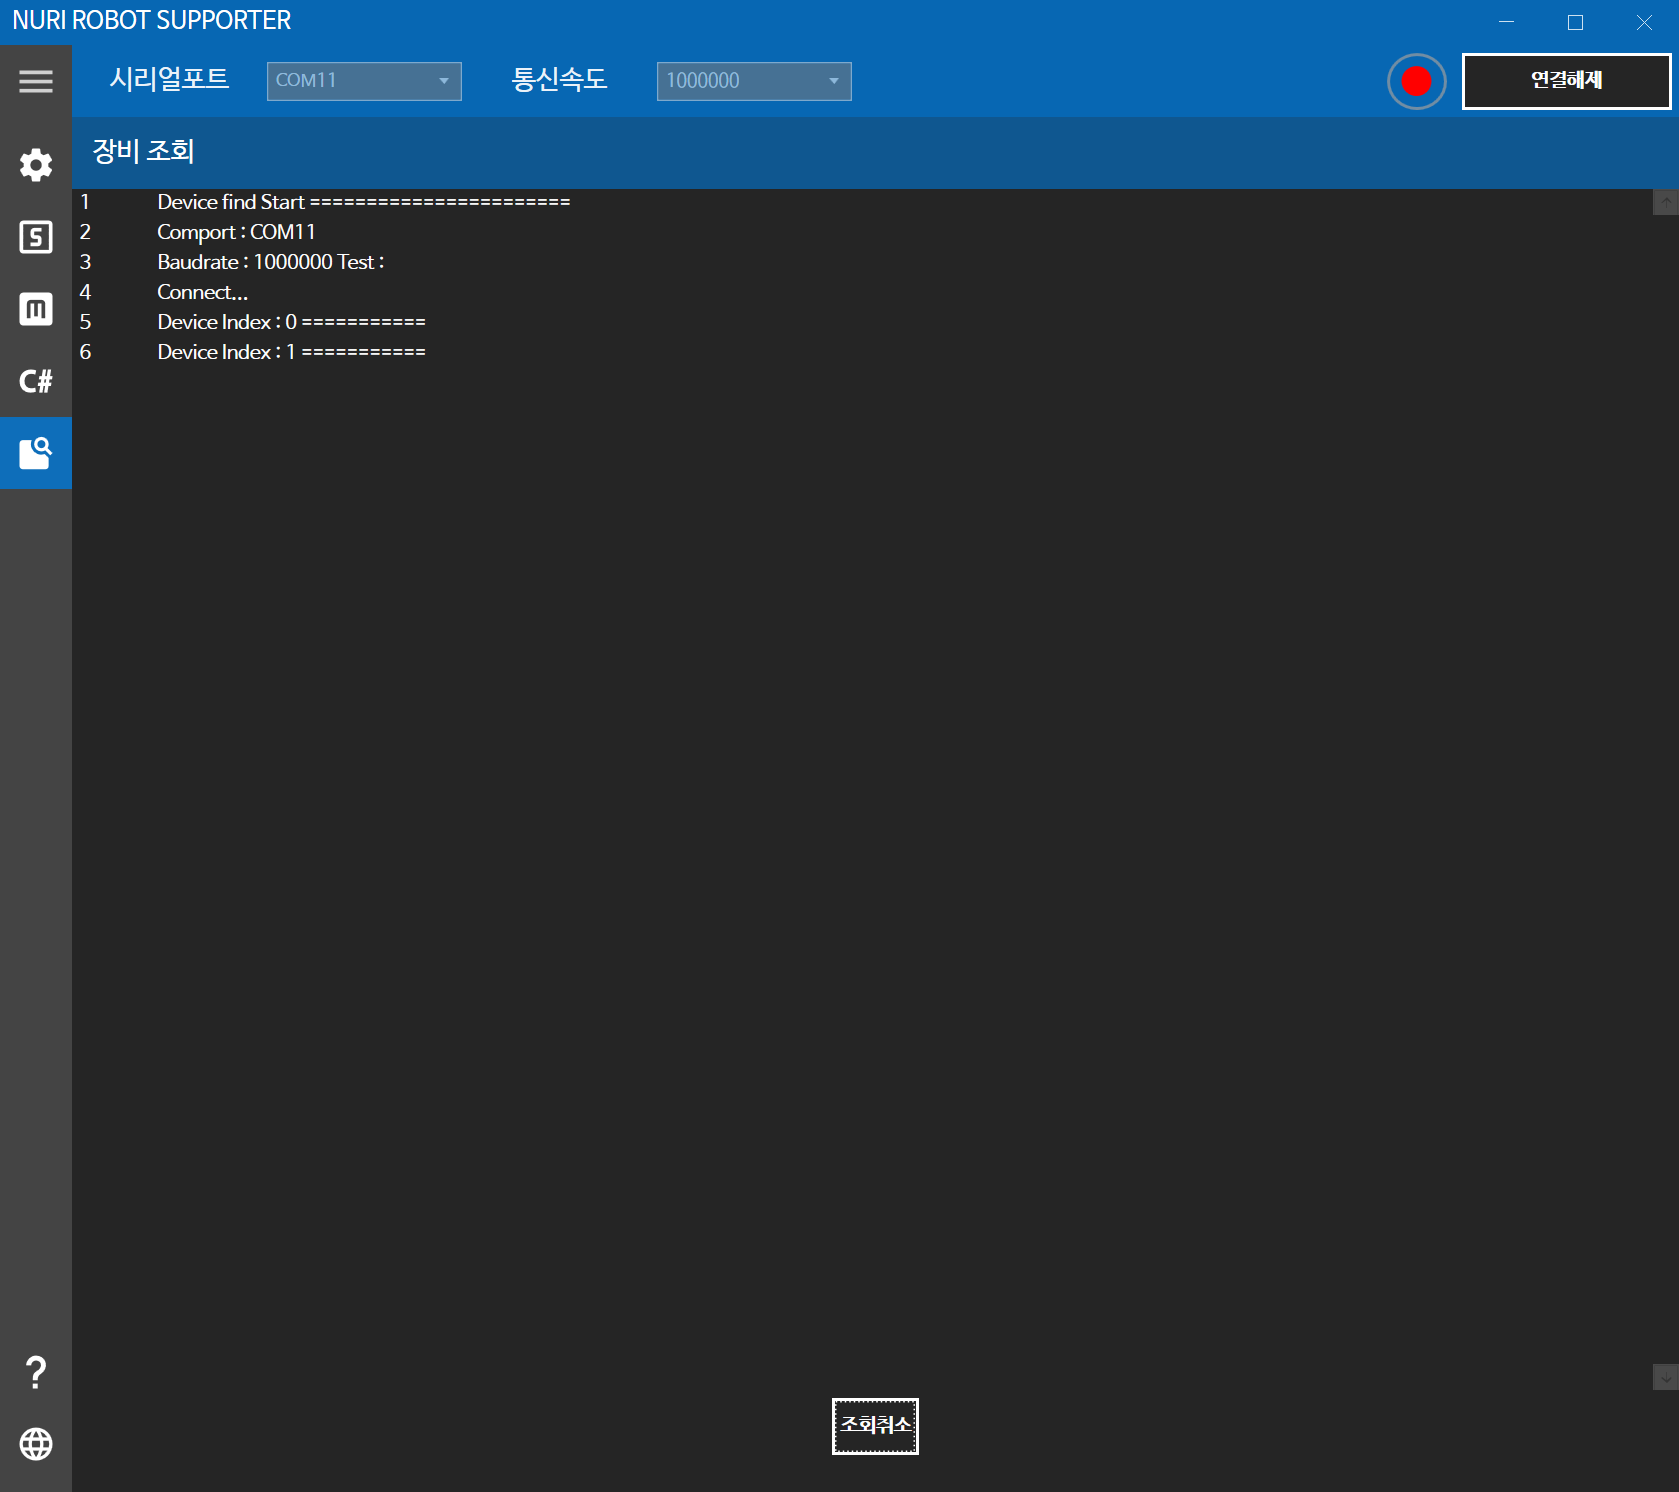 NURI ROBOT SUPPORTER
시리얼포트 COM11 통신속도 1000000 연결해제
장비 조회
1 Device find Start =======================
2 Comport : COM11
3 Baudrate : 1000000 Test :
4 Connect...
5 Device Index : 0 ===========
6 Device Index : 1 ===========
S
m
C#
?
조회취소